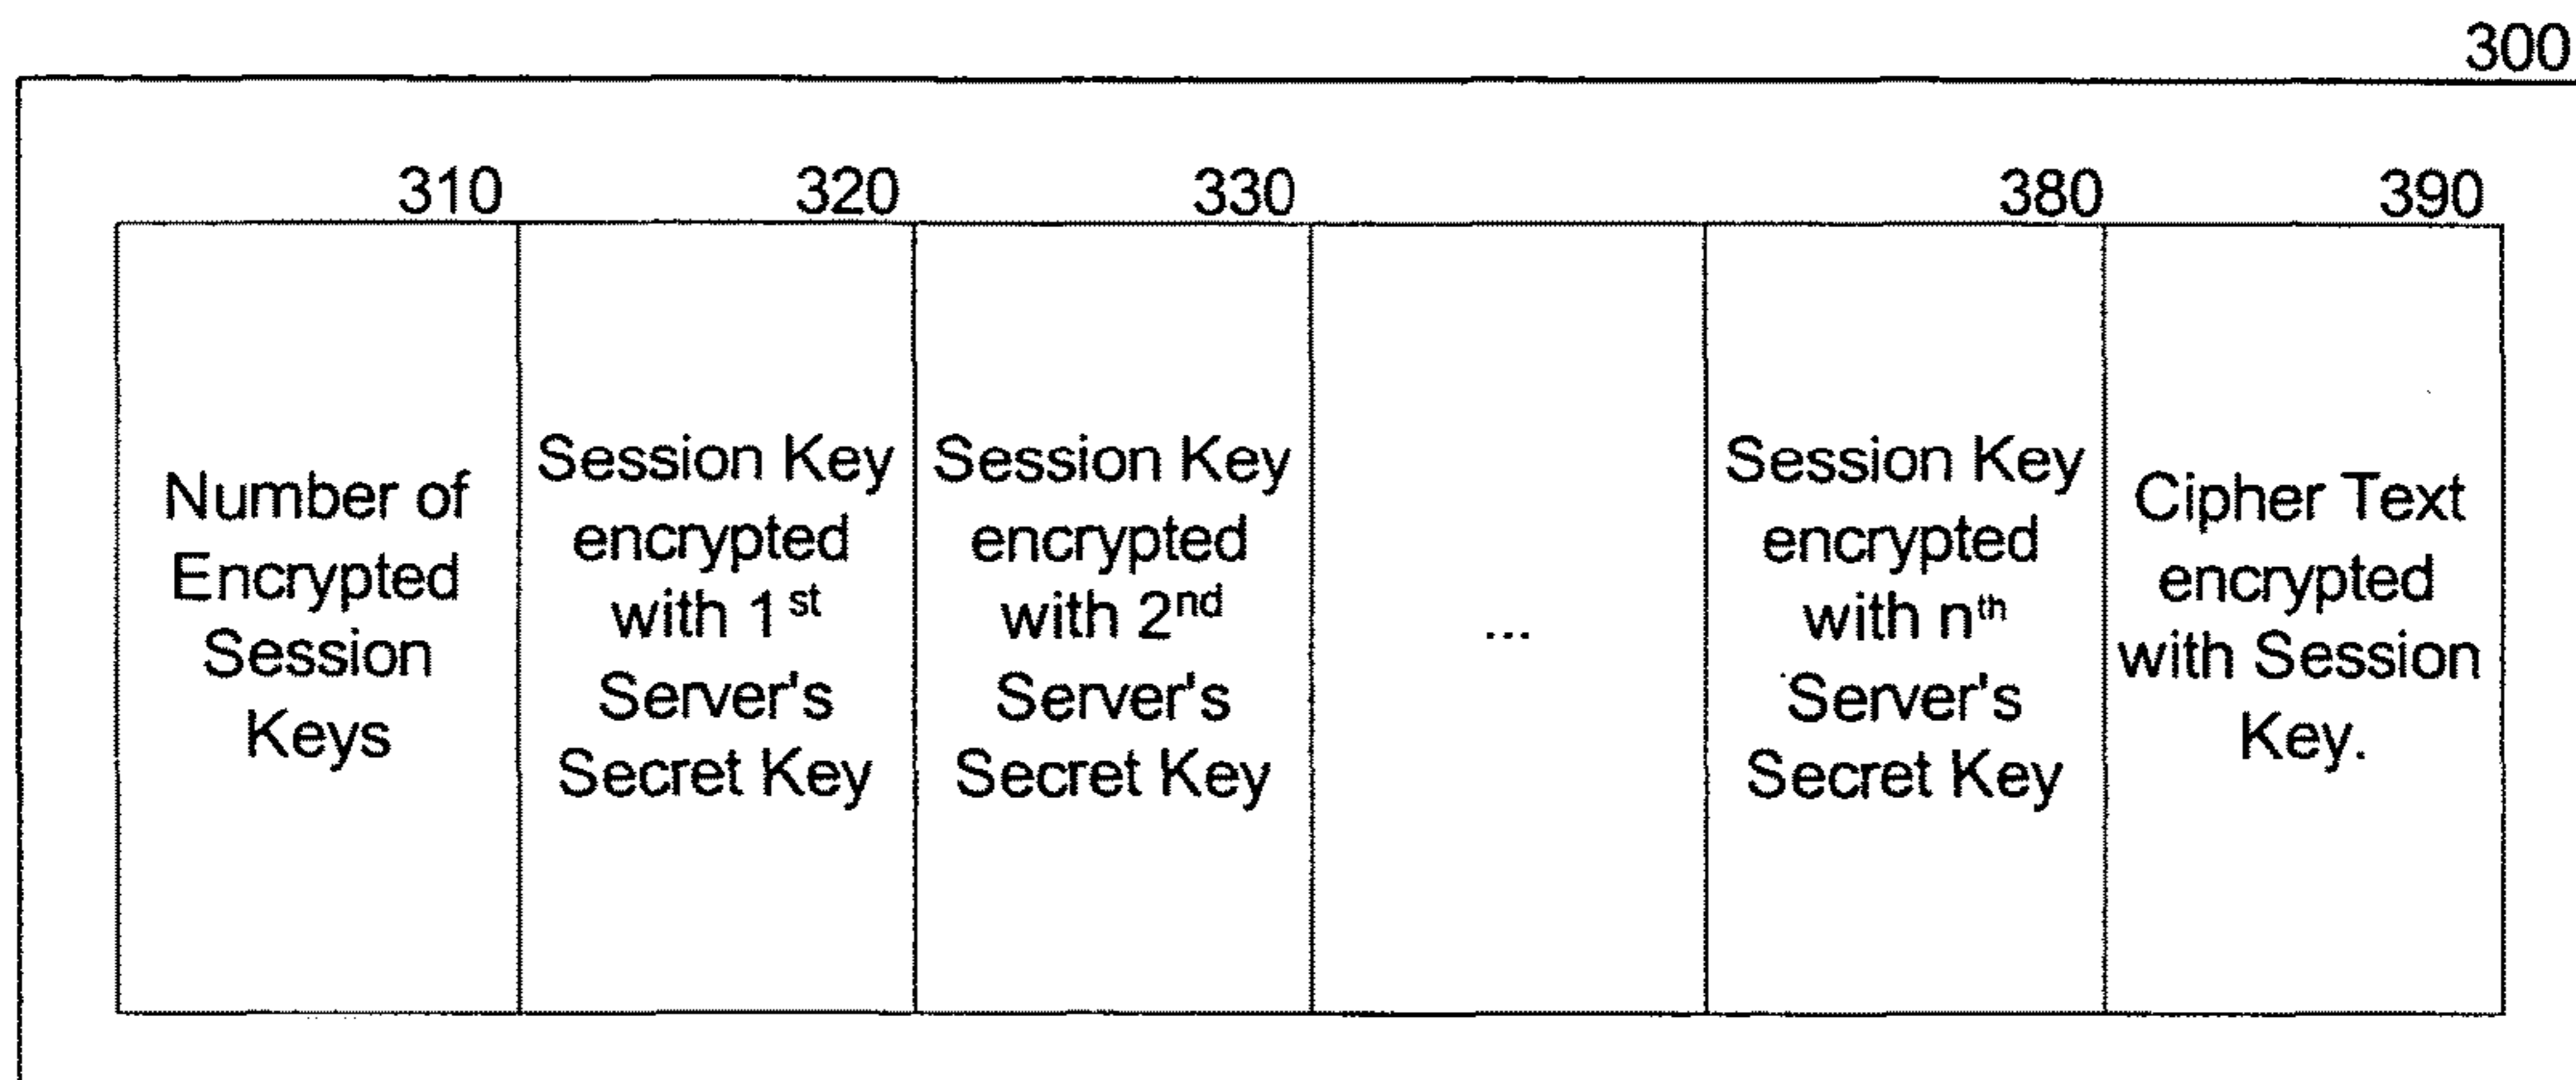 300
310
320
330
380
390
Number of
Encrypted
Session
Keys
Session Key
encrypted
with 1st
Server's
Secret Key
Session Key
encrypted
with 2nd
Server's
Secret Key
...
Session Key
encrypted
with nth
Server's
Secret Key
Cipher Text
encrypted
with Session
Key.